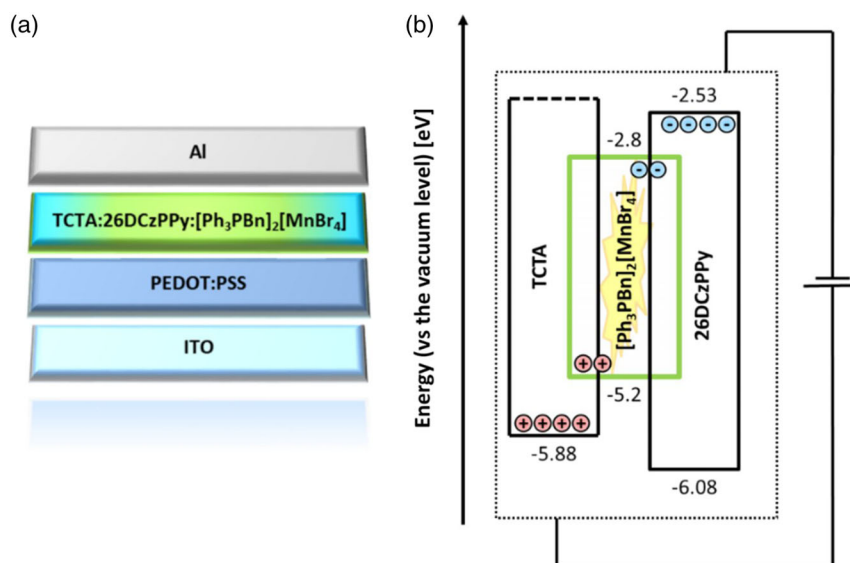 (a)
Al
TCTA:26DCzPPy:[Ph₃PBn]₂[MnBr₄]
PEDOT:PSS
ITO
(b)
Energy (vs the vacuum level) [eV]
-2.53
-2.8
TCTA
[Ph₃PBn]₂[MnBr₄]
26DCzPPy
-5.2
-5.88
-6.08